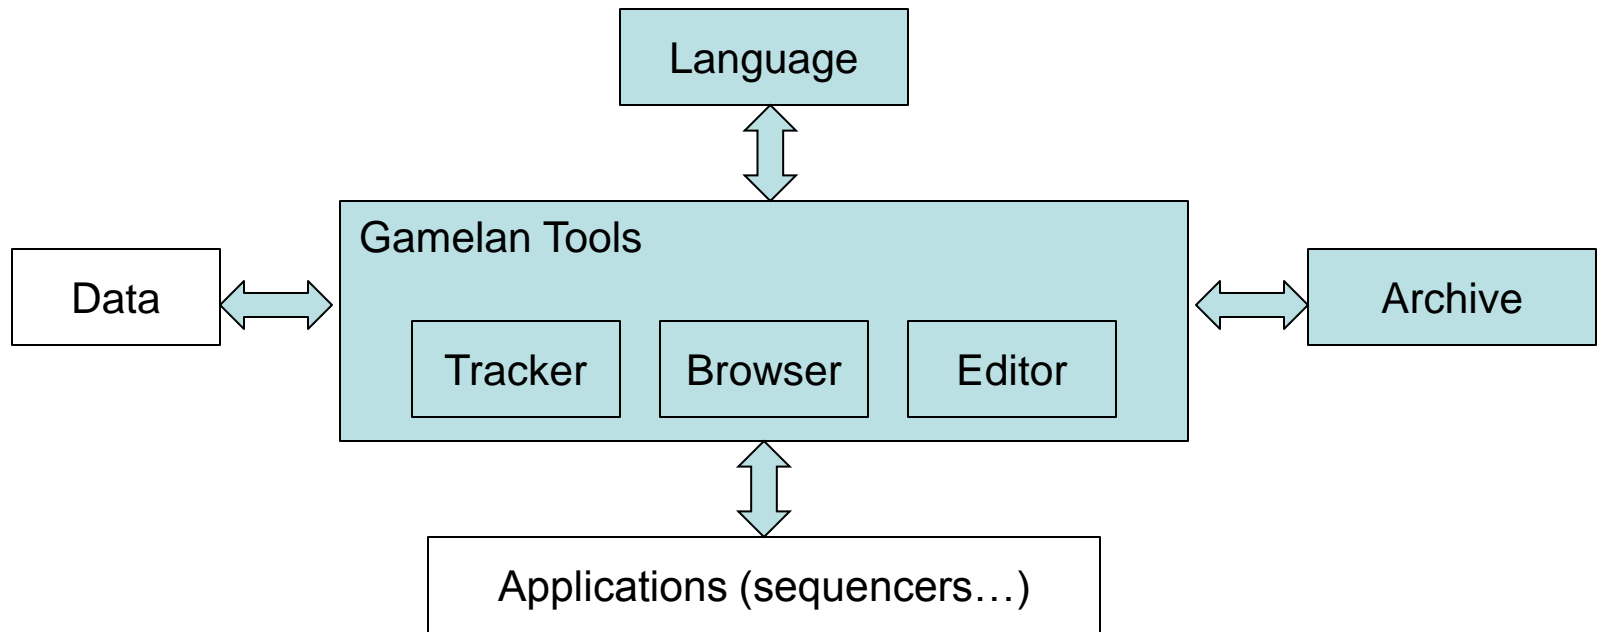 Language
Gamelan Tools
Data
Archive
Tracker
Browser
Editor
Applications (sequencers…)